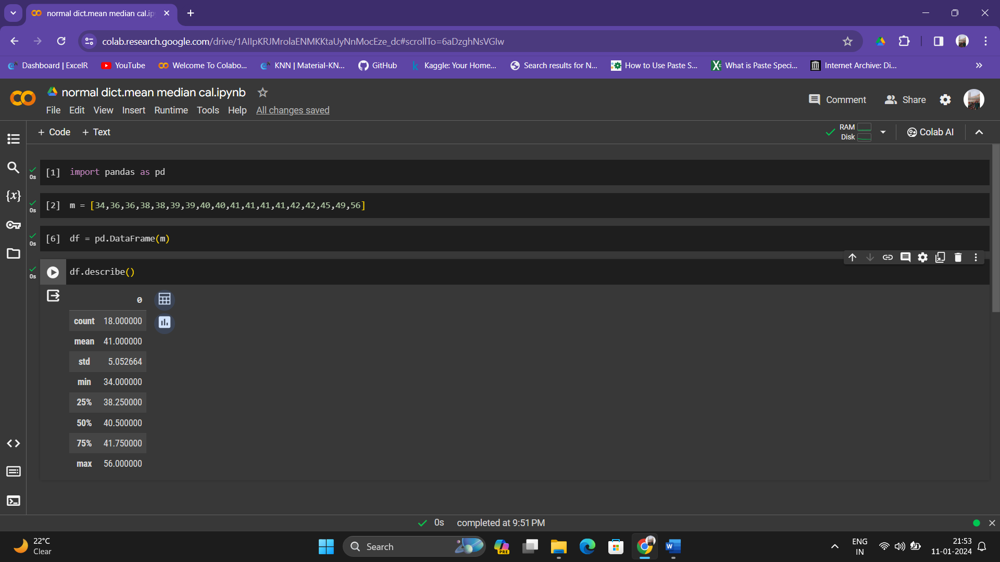 normal dict.mean median cal.ip
colab.research.google.com/drive/1AIIpKRJMrolaENMKKtaUyNnMocEze_dc#scrollTo=6aDzghNsVGlw
Dashboard | ExcelR YouTube Welcome To Colabo... KNN | Material-KN... GitHub Kaggle: Your Home... Search results for N... How to Use Paste S... What is Paste Speci... Internet Archive: Di...
normal dict.mean median cal.ipynb
Comment Share
File Edit View Insert Runtime Tools Help All changes saved
+ Code + Text
RAM
Disk
Colab AI
0s [1] import pandas as pd
0s [2] m = [34,36,36,38,38,39,39,40,40,41,41,41,41,42,42,45,49,56]
0s [6] df = pd.DataFrame(m)
0s df.describe()
0
count 18.000000
mean 41.000000
std 5.052664
min 34.000000
25% 38.250000
50% 40.500000
75% 41.750000
max 56.000000
0s completed at 9:51 PM
22°C
Clear
Search
PRE
ENG
IN
21:53
11-01-2024